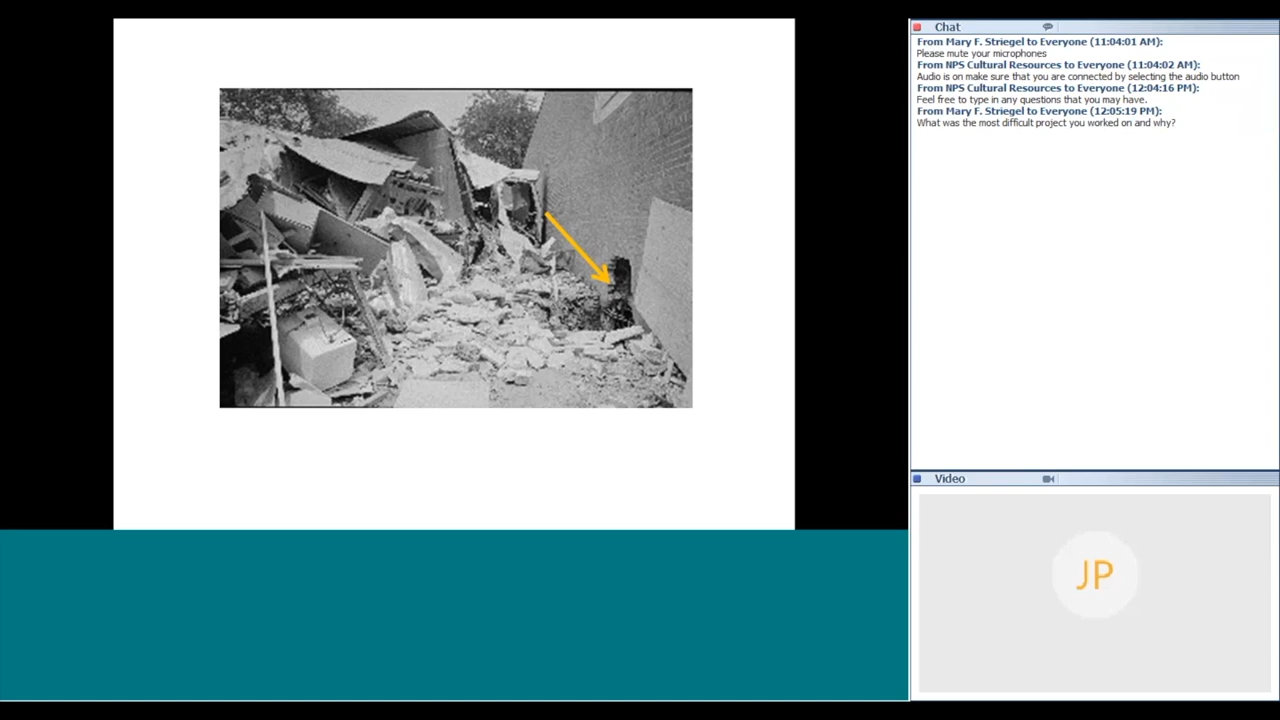 Chat
From Mary F. Striegel to Everyone (11:04:01 AM):
Please mute your microphones
From NPS Cultural Resources to Everyone (11:04:02 AM):
Audio is on make sure that you are connected by selecting the audio button
From NPS Cultural Resources to Everyone (12:04:16 PM):
Feel free to type in any questions that you may have.
From Mary F. Striegel to Everyone (12:05:19 PM):
What was the most difficult project you worked on and why?
Video
JP